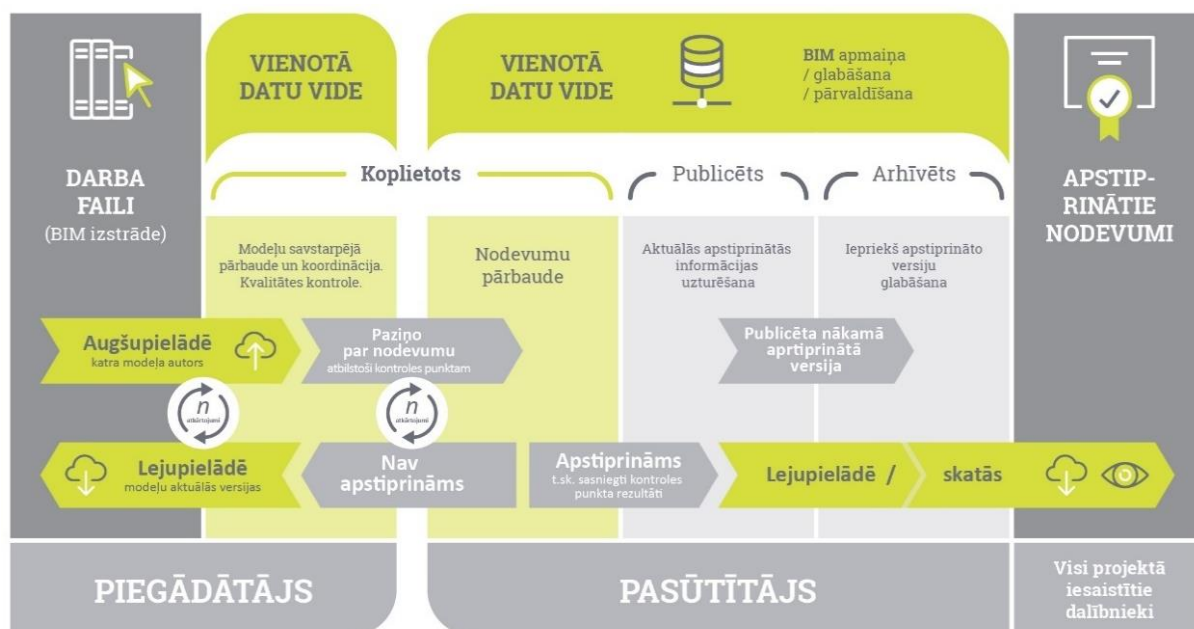 VIENOTĀ
DATU VIDE
VIENOTĀ
DATU VIDE
BIM apmaiņa
/ glabāšana
/ pārvaldīšana
DARBA
FAILI
(BIM izstrāde)
Koplietots
Publicēts
Arhīvēts
APSTIP-
RINĀTIE
NODEVUMI
Modeļu savstarpējā
pārbaude un koordinācija.
Kvalitātes kontrole.
Nodevumu
pārbaude
Aktuālās apstiprinātās
informācijas
uzturēšana
Iepriekš apstiprināto
versiju
glabāšana
Augšupielādē
katra modeļa autors
Paziņo
par nodevumu
atbilstoši kontroles punktam
Publicēta nākamā
aprtiprinātā
versija
n
atkārtojumi
n
atkārtojumi
Lejupielādē
modeļu aktuālās versijas
Nav
apstiprināms
Apstiprināms
t.sk. sasniegti kontroles
punkta rezultāti
Lejupielādē /
skatās
PIEGĀDĀTĀJS
PASŪTĪTĀJS
Visi projektā
iesaistītie
dalībnieki